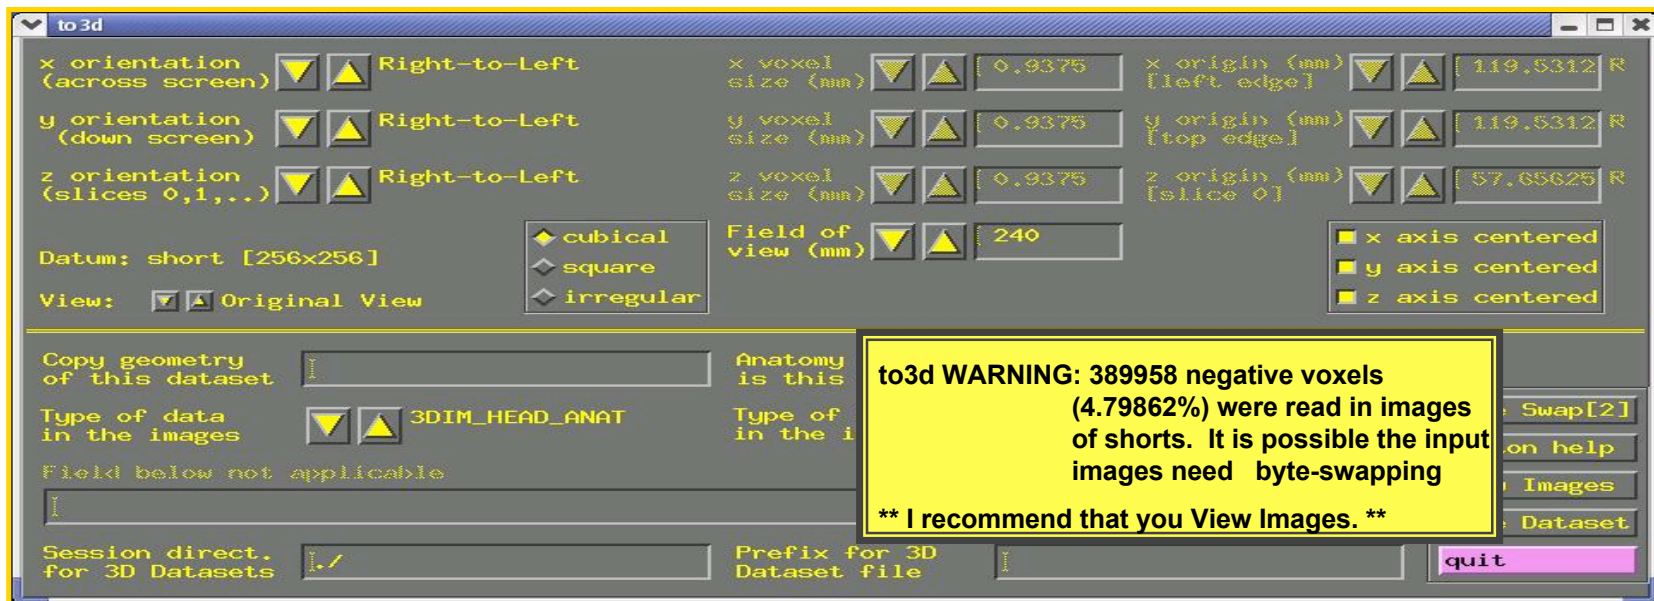 to 3d
x orientation
(across screen)
Right-to-Left
x voxel
size (mm)
0.9375
x origin (mm)
[left edge]
119.5312 R
y orientation
(down screen)
Right-to-Left
y voxel
size (mm)
0.9375
y origin (mm)
[top edge]
119.5312 R
z orientation
(slices 0,1,..)
Right-to-Left
z voxel
size (mm)
0.9375
z origin (mm)
[slice 0]
57.65625 R
Datum: short [256x256]
View:
Original View
cubical
square
irregular
Field of
view (mm)
240
x axis centered
y axis centered
z axis centered
Copy geometry
of this dataset
Anatomy
is this
Type of data
in the images
3DIM_HEAD_ANAT
Type of
in the i
Field below not applicable
Session direct.
for 3D Datasets
./
Prefix for 3D
Dataset file
to3d WARNING: 389958 negative voxels
(4.79862%) were read in images
of shorts. It is possible the input
images need byte-swapping
** I recommend that you View Images. **
Swap[2]
on help
Images
Dataset
quit